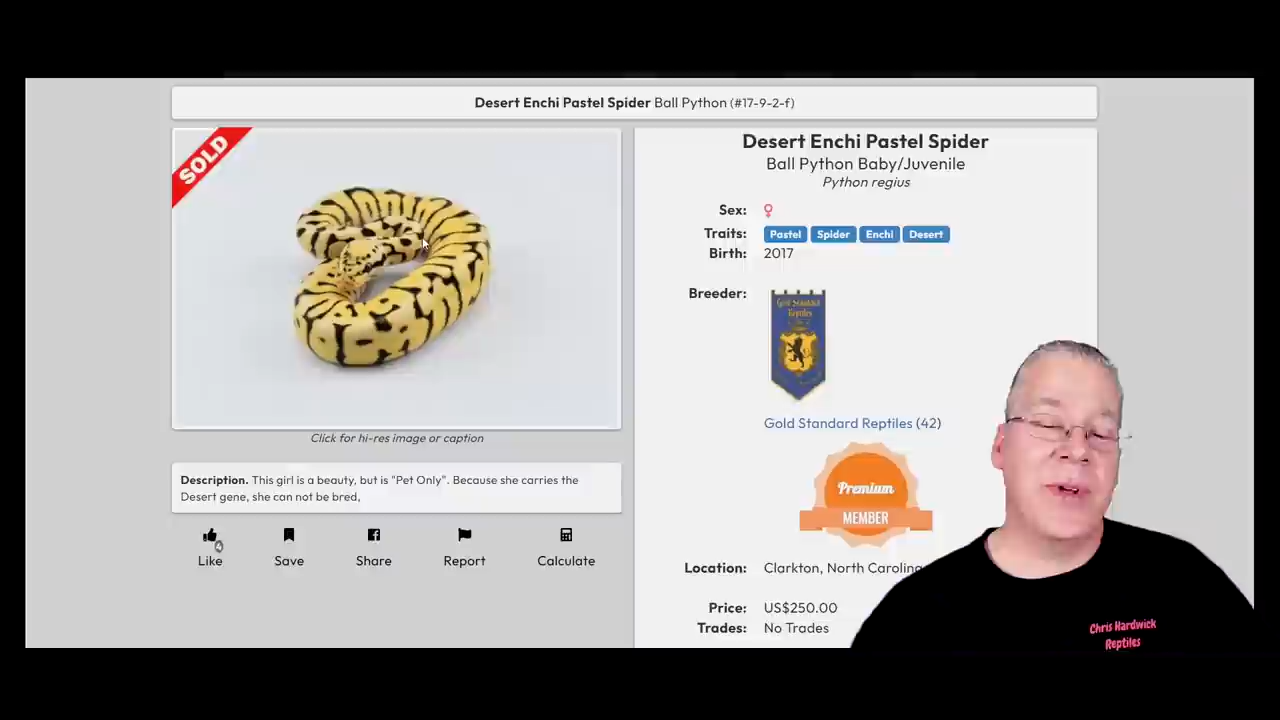 Desert Enchi Pastel Spider Ball Python (#17-9-2-f)
SOLD
Click for hi-res image or caption
Description. This girl is a beauty, but is "Pet Only". Because she carries the
Desert gene, she can not be bred,
4
Like
Save
Share
Report
Calculate
Desert Enchi Pastel Spider
Ball Python Baby/Juvenile
Python regius
Sex: ♀
Traits: Pastel Spider Enchi Desert
Birth: 2017
Breeder:
Gold Standard
Reptiles
Gold Standard Reptiles (42)
Premium
MEMBER
Location: Clarkton, North Carolina
Price: US$250.00
Trades: No Trades
Chris Hardwick
Reptiles